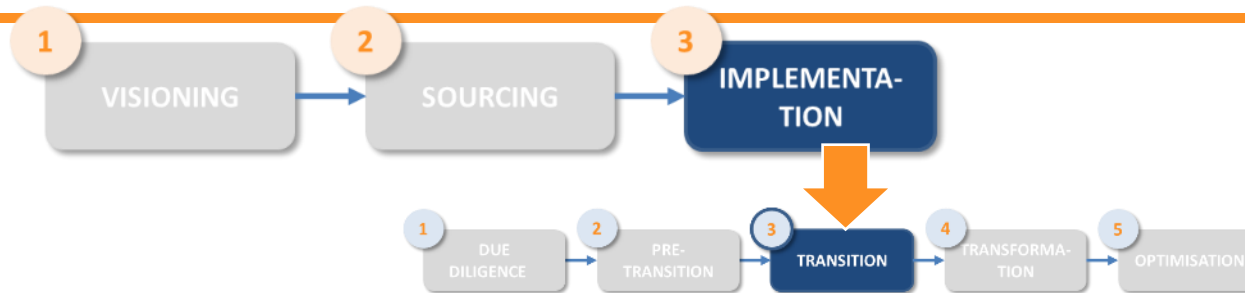 1
VISIONING
2
SOURCING
3
IMPLEMENTA-
TION
1
DUE
DILIGENCE
2
PRE-
TRANSITION
3
TRANSITION
4
TRANSFORMA-
TION
5
OPTIMISATION